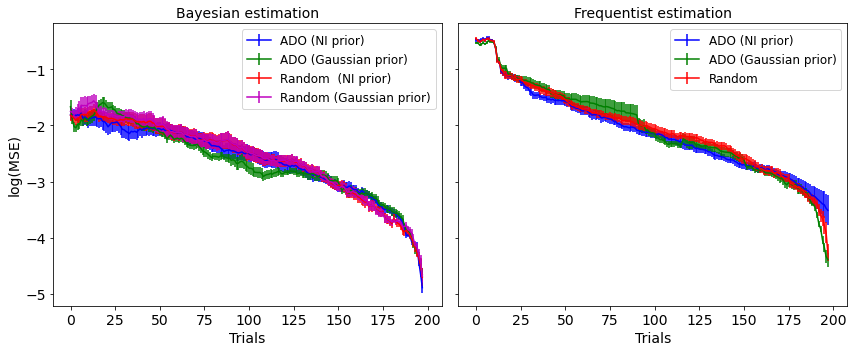 Bayesian estimation
ADO (NI prior)
ADO (Gaussian prior)
Random  (NI prior)
Random (Gaussian prior)
log(MSE)
−1
−2
−3
−4
−5
0 25 50 75 100 125 150 175 200
Trials
Frequentist estimation
ADO (NI prior)
ADO (Gaussian prior)
Random
0 25 50 75 100 125 150 175 200
Trials